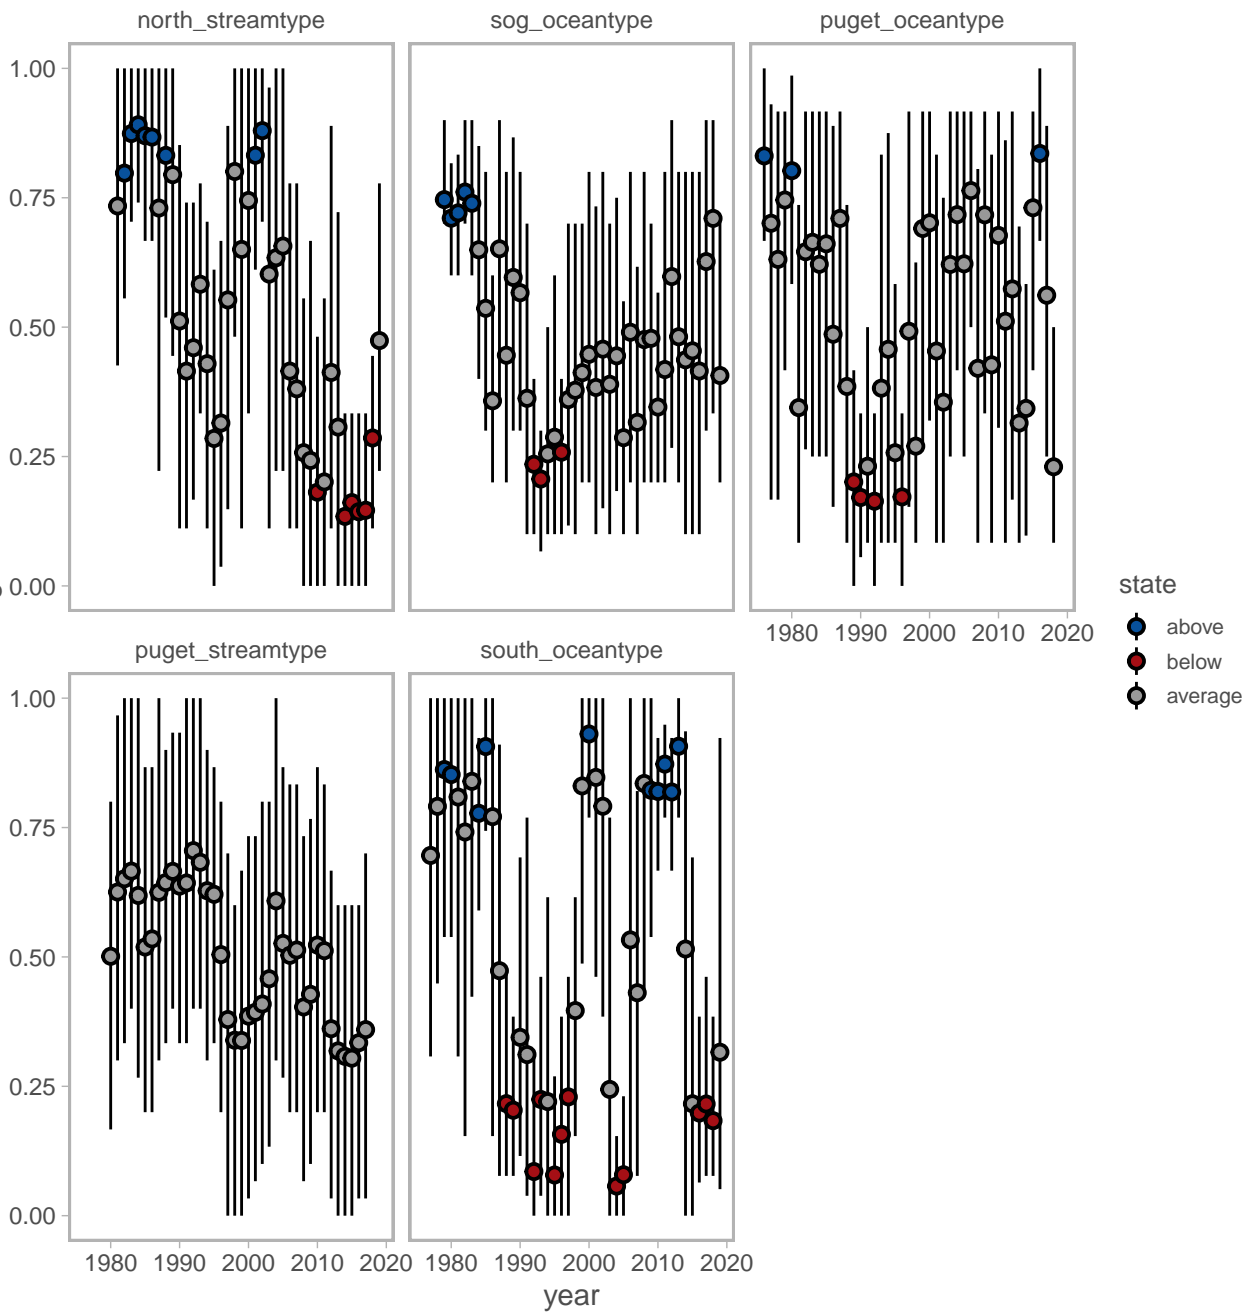 north_streamtype sog_oceantype puget_oceantype
1.00
0.75
0.50
0.25
0.00
1980 1990 2000 2010 2020
puget_streamtype south_oceantype
1.00
0.75
0.50
0.25
0.00
1980 1990 2000 2010 2020 1980 1990 2000 2010 2020
year
state
above
below
average